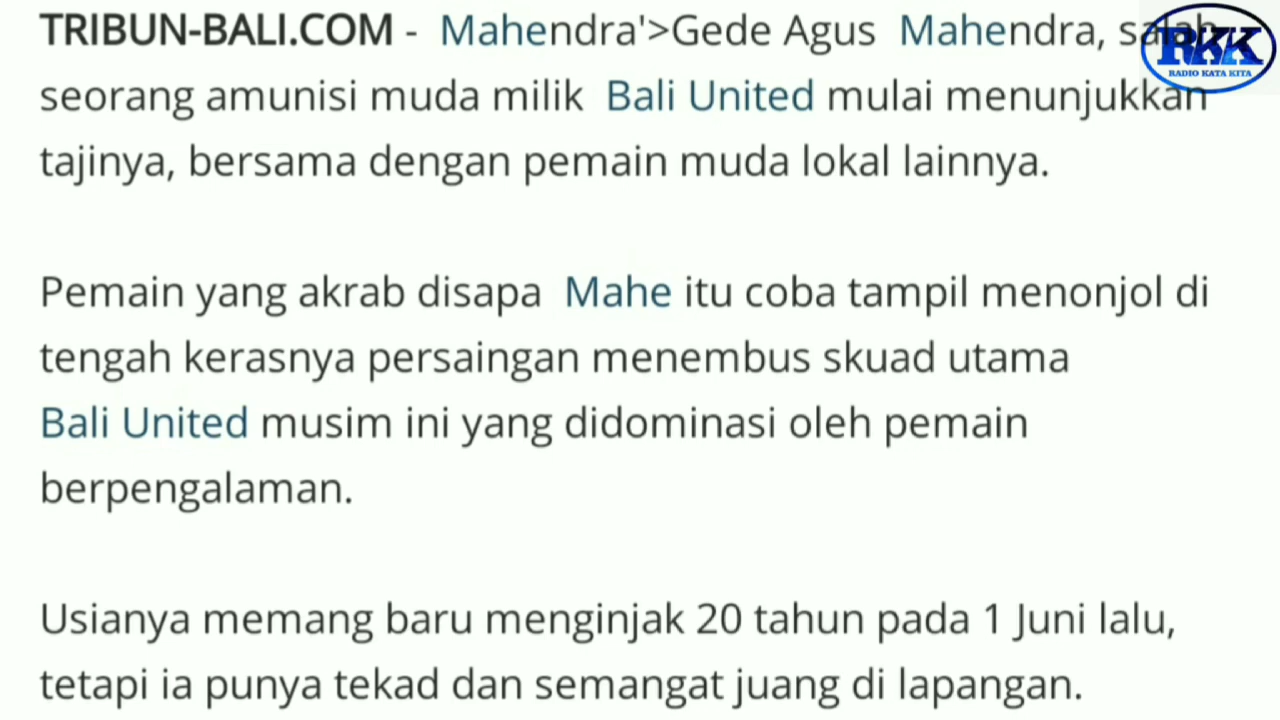 TRIBUN-BALI.COM - Mahendra'>Gede Agus Mahendra, salah
seorang amunisi muda milik Bali United mulai menunjukkan
tajinya, bersama dengan pemain muda lokal lainnya.
Pemain yang akrab disapa Mahe itu coba tampil menonjol di
tengah kerasnya persaingan menembus skuad utama
Bali United musim ini yang didominasi oleh pemain
berpengalaman.
Usianya memang baru menginjak 20 tahun pada 1 Juni lalu,
tetapi ia punya tekad dan semangat juang di lapangan.
RKK
RADIO KATA KITA